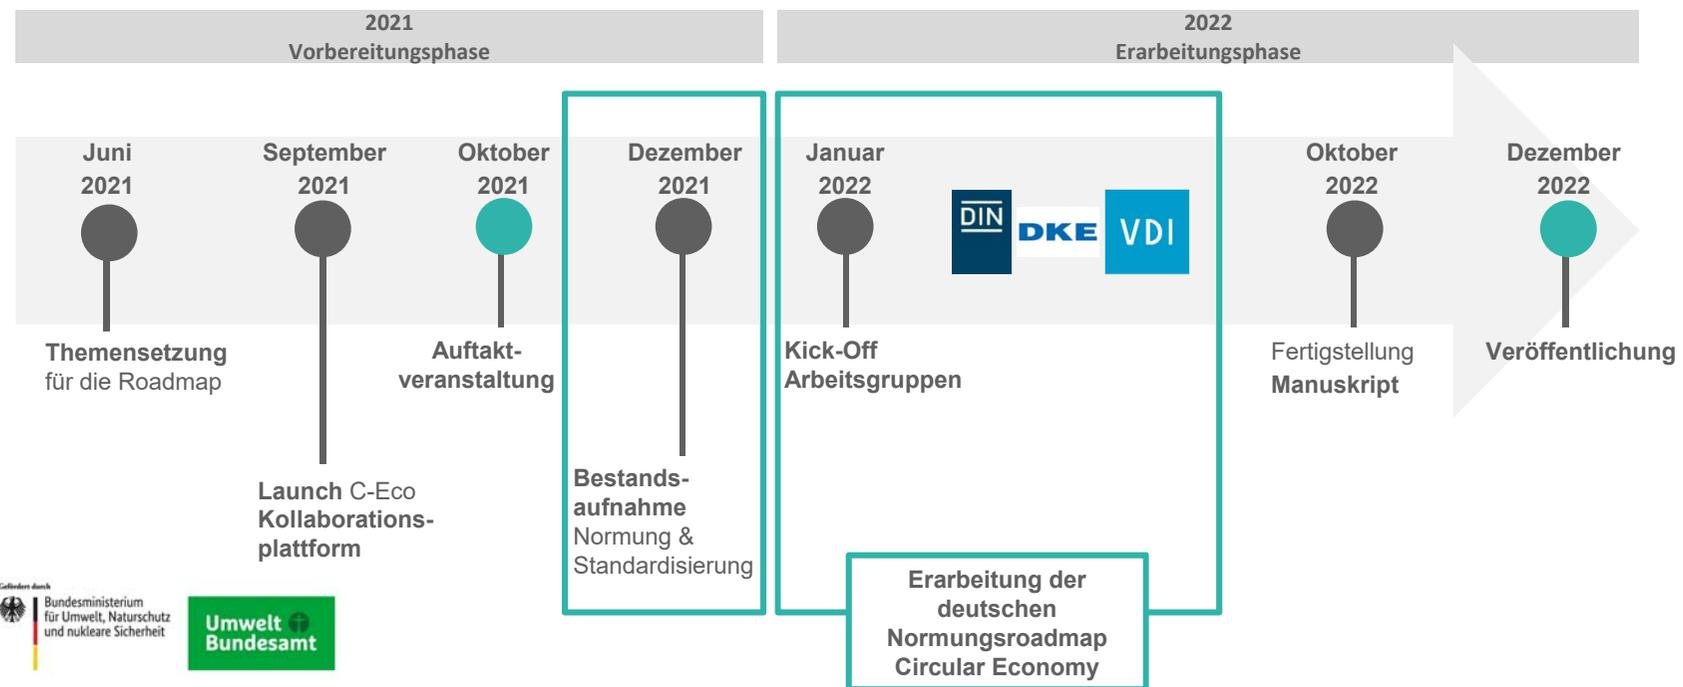 2021
Vorbereitungsphase
2022
Erarbeitungsphase
Juni
2021
September
2021
Oktober
2021
Dezember
2021
Januar
2022
Oktober
2022
Dezember
2022
DIN
DKE
VDI
Themensetzung
für die Roadmap
Auftakt-
veranstaltung
Kick-Off
Arbeitsgruppen
Fertigstellung
Manuskript
Veröffentlichung
Launch C-Eco
Kollaborations-
plattform
Bestands-
aufnahme
Normung &
Standardisierung
Erarbeitung der
deutschen
Normungsroadmap
Circular Economy
Gefördert durch
Bundesministerium
für Umwelt, Naturschutz
und nukleare Sicherheit
Umwelt
Bundesamt